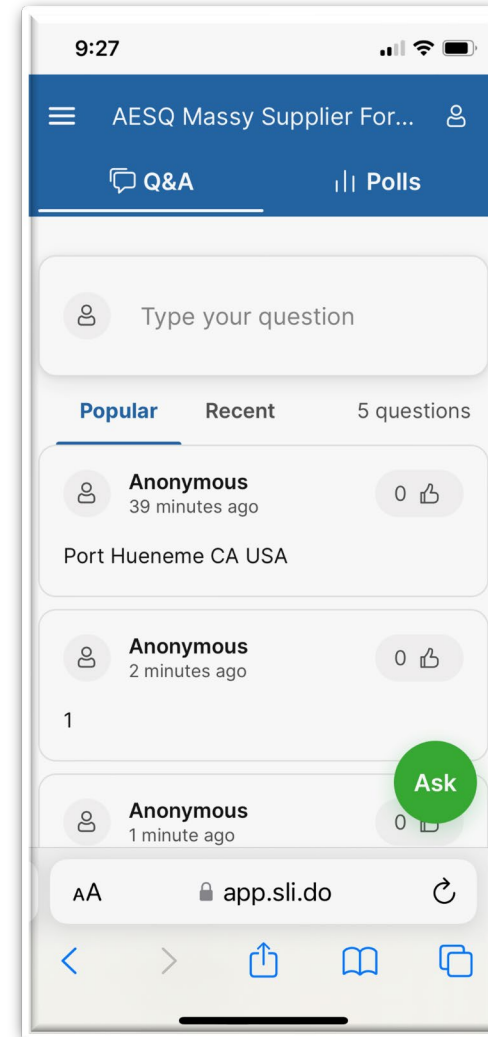 9:27
AESQ Massy Supplier For...
Q&A
Polls
Type your question
Popular Recent 5 questions
Anonymous
39 minutes ago
0
Port Hueneme CA USA
Anonymous
2 minutes ago
0
1
Ask
Anonymous
1 minute ago
0
AA app.sli.do